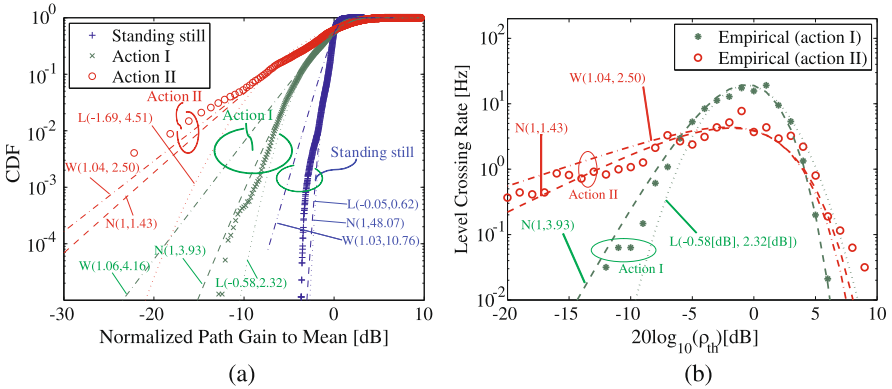 10^0
10^-1
10^-2
10^-3
10^-4
CDF
Standing still
Action I
Action II
Action II
L(-1.69, 4.51)
Action I
Standing still
W(1.04, 2.50)
N(1,1.43)
L(-0.05,0.62)
N(1,48.07)
W(1.03,10.76)
N(1,3.93)
W(1.06,4.16)
L(-0.58,2.32)
-30 -20 -10 0 10
Normalized Path Gain to Mean [dB]
(a)
10^2
10^1
10^0
10^-1
10^-2
Level Crossing Rate [Hz]
Empirical (action I)
Empirical (action II)
W(1.04, 2.50)
N(1,1.43)
Action II
N(1,3.93)
L(-0.58[dB], 2.32[dB])
Action I
-20 -15 -10 -5 0 5 10
20log10(ρth)[dB]
(b)